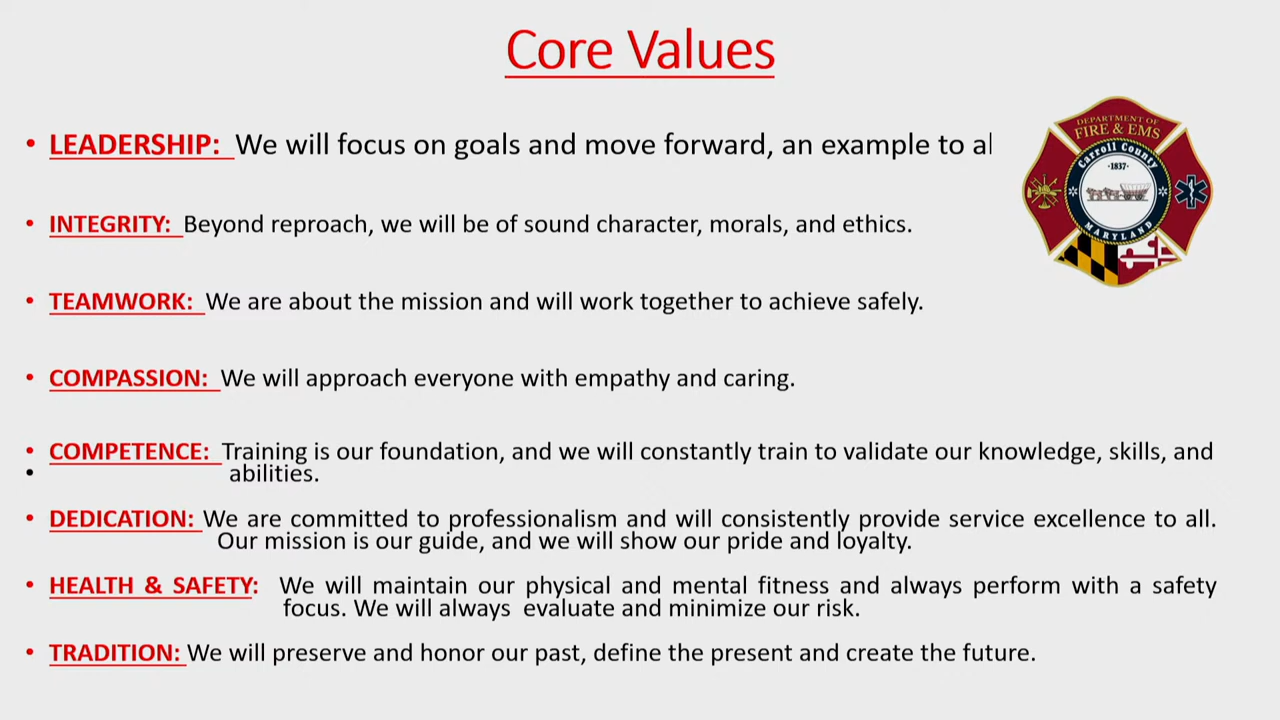 Core Values
• LEADERSHIP: We will focus on goals and move forward, an example to al
DEPARTMENT OF
FIRE & EMS
Carroll County
·1837·
MARYLAND
• INTEGRITY: Beyond reproach, we will be of sound character, morals, and ethics.
• TEAMWORK: We are about the mission and will work together to achieve safely.
• COMPASSION: We will approach everyone with empathy and caring.
• COMPETENCE: Training is our foundation, and we will constantly train to validate our knowledge, skills, and
• abilities.
• DEDICATION: We are committed to professionalism and will consistently provide service excellence to all.
Our mission is our guide, and we will show our pride and loyalty.
• HEALTH & SAFETY: We will maintain our physical and mental fitness and always perform with a safety
focus. We will always evaluate and minimize our risk.
• TRADITION: We will preserve and honor our past, define the present and create the future.